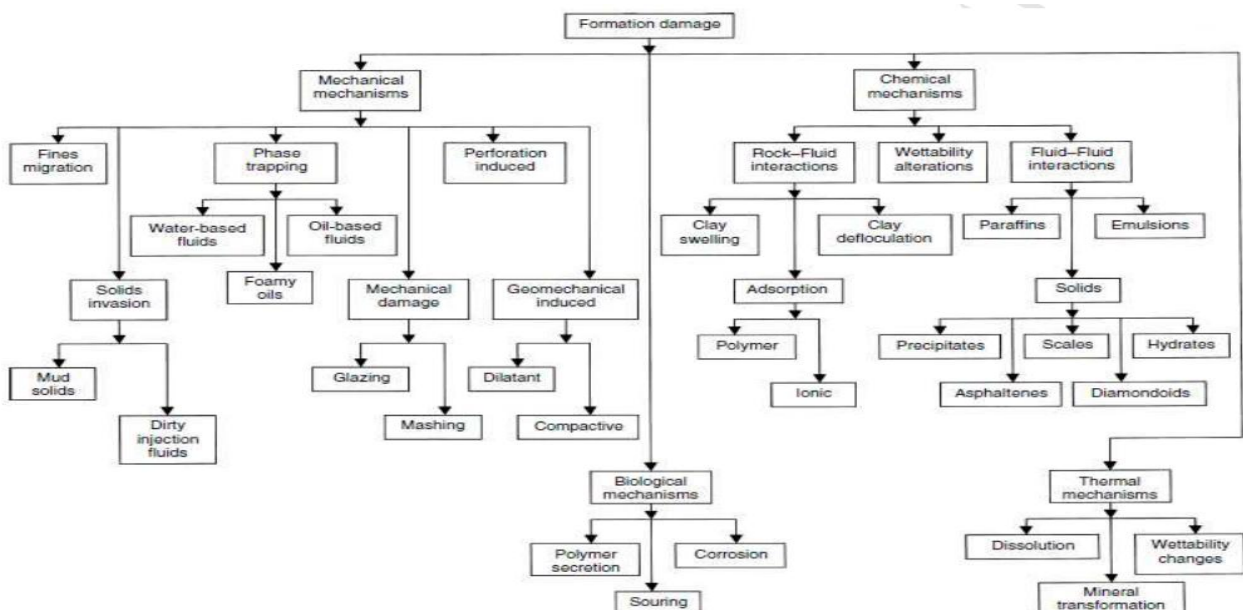 Formation damage
Mechanical
mechanisms
Chemical
mechanisms
Fines
migration
Phase
trapping
Perforation
induced
Rock–Fluid
interactions
Wettability
alterations
Fluid–Fluid
interactions
Water-based
fluids
Oil-based
fluids
Clay
swelling
Clay
defloculation
Paraffins
Emulsions
Solids
invasion
Foamy
oils
Mechanical
damage
Geomechanical
induced
Adsorption
Solids
Polymer
Precipitates
Scales
Hydrates
Mud
solids
Glazing
Dilatant
Ionic
Asphaltenes
Diamondoids
Dirty
injection
fluids
Mashing
Compactive
Biological
mechanisms
Thermal
mechanisms
Polymer
secretion
Corrosion
Dissolution
Wettability
changes
Souring
Mineral
transformation